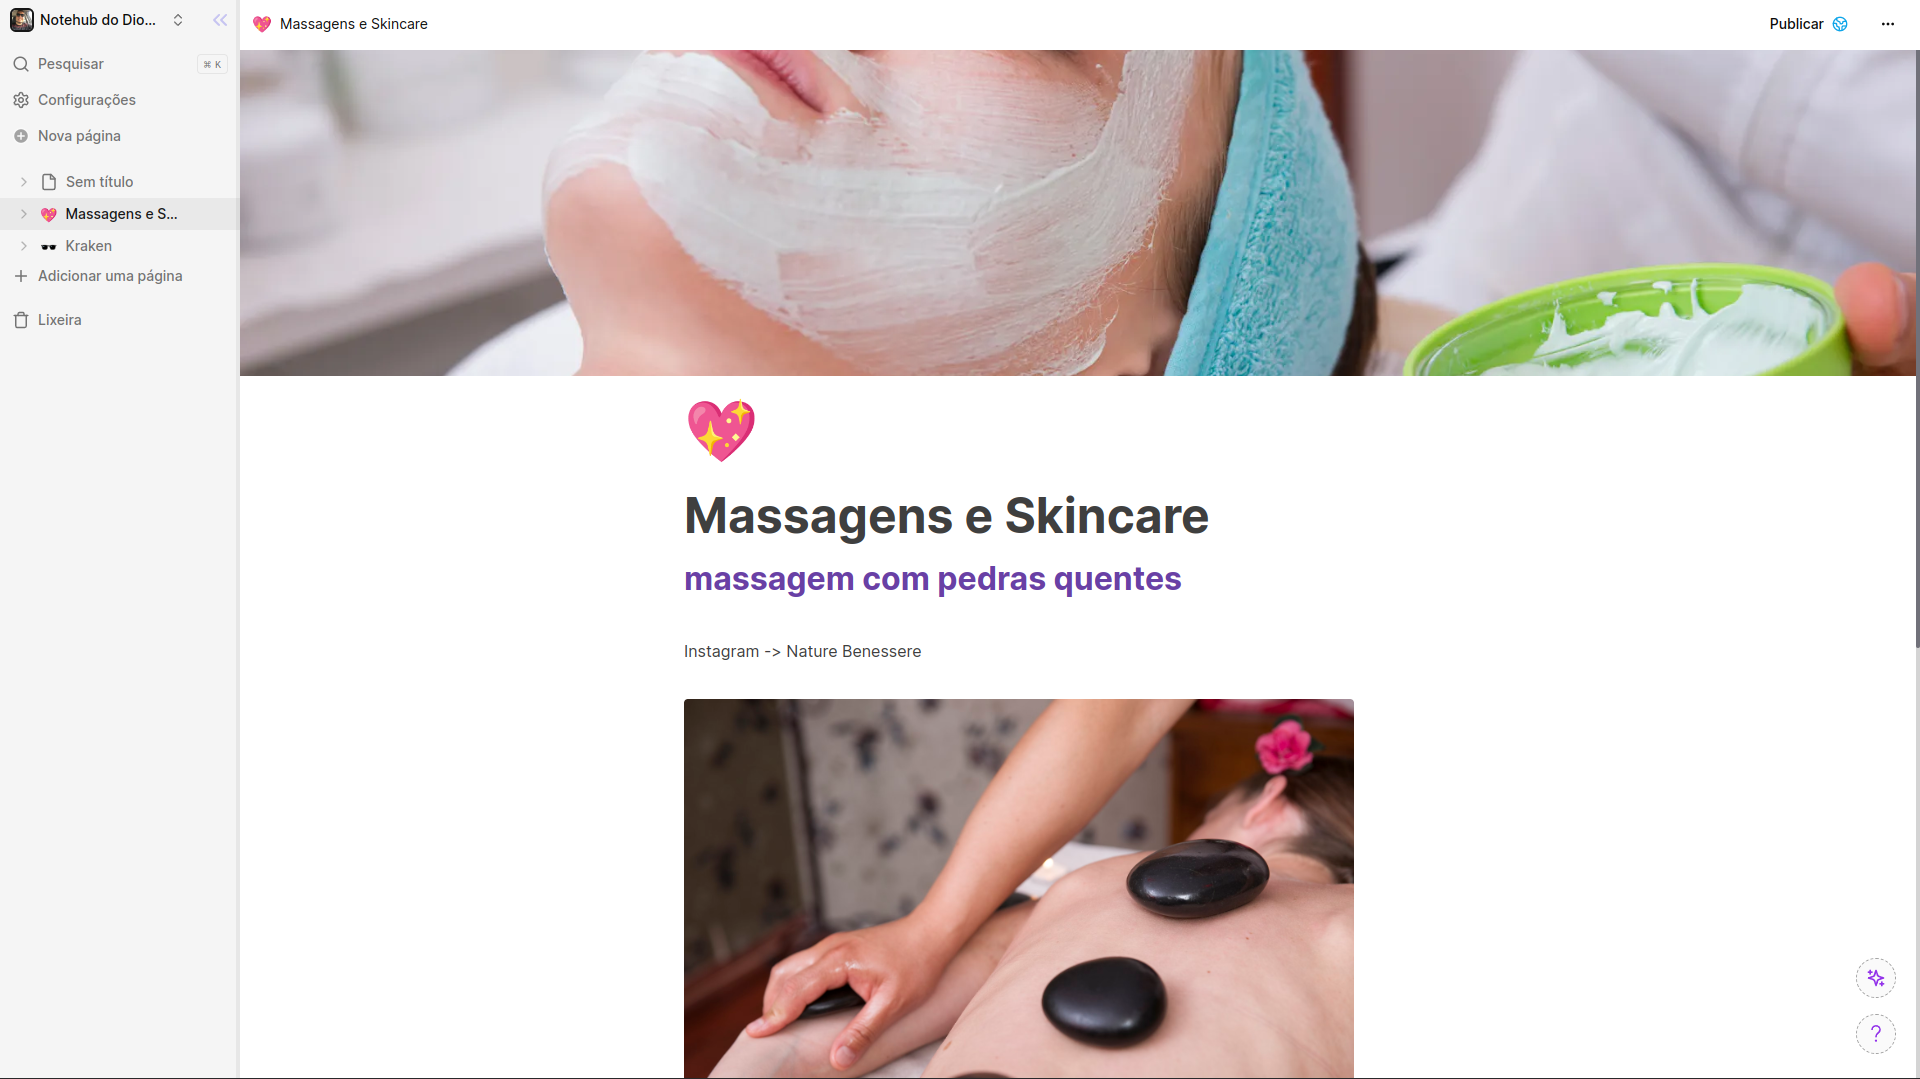 Notehub do Dio...
Pesquisar
⌘ K
Configurações
Nova página
Sem título
Massagens e S...
Kraken
Adicionar uma página
Lixeira
Massagens e Skincare
Publicar
Massagens e Skincare
massagem com pedras quentes
Instagram -> Nature Benessere
?